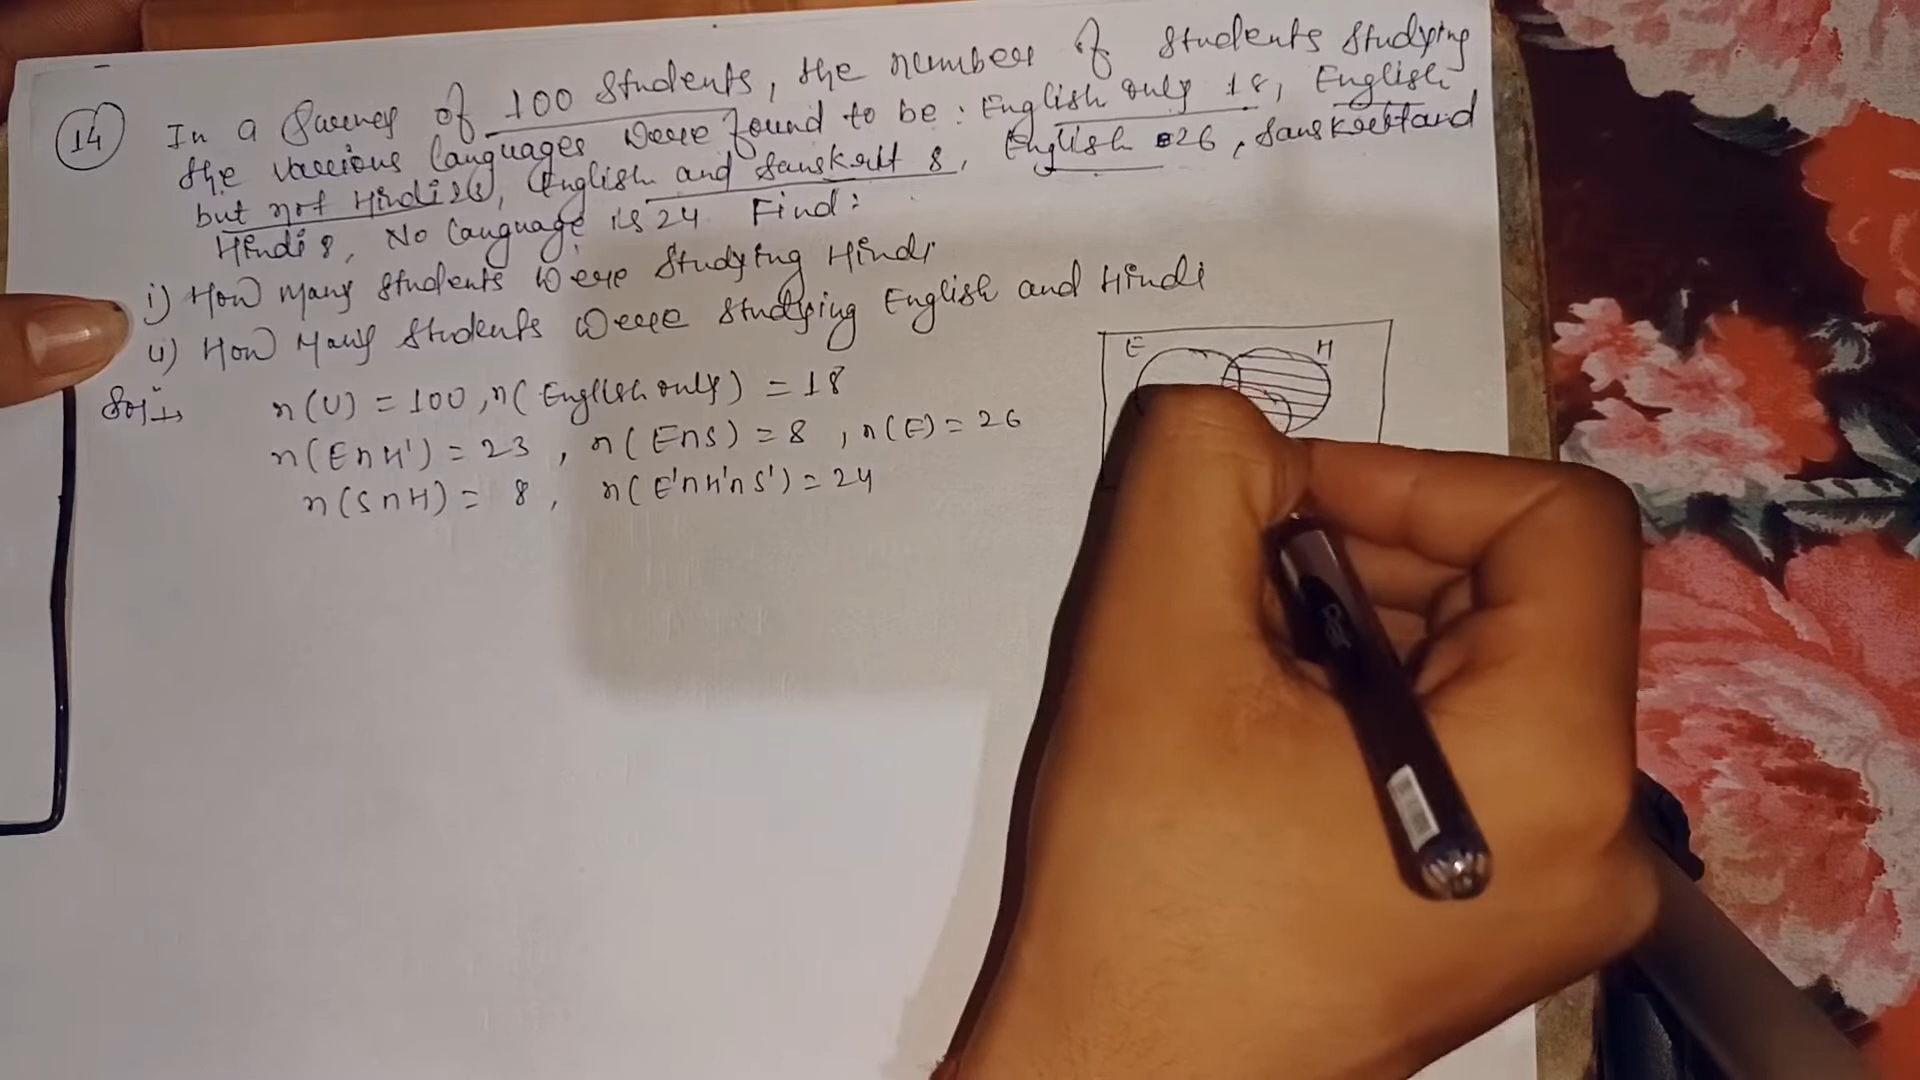 14 In a Survey of 100 Students, the number of Students Studying
the various languages were found to be : English only 18, English
but not Hindi 23, English and Sanskrit 8, English 26, Sanskrit and
Hindi 8, No language is 24 Find:
i) How Many Students were Studying Hindi
ii) How Many Students were Studying English and Hindi
Sol:→ n(U) = 100, n(English only) = 18
n(E∩H') = 23, n(E∩S) = 8, n(E) = 26
n(S∩H) = 8, n(E'∩H'∩S') = 24
E H